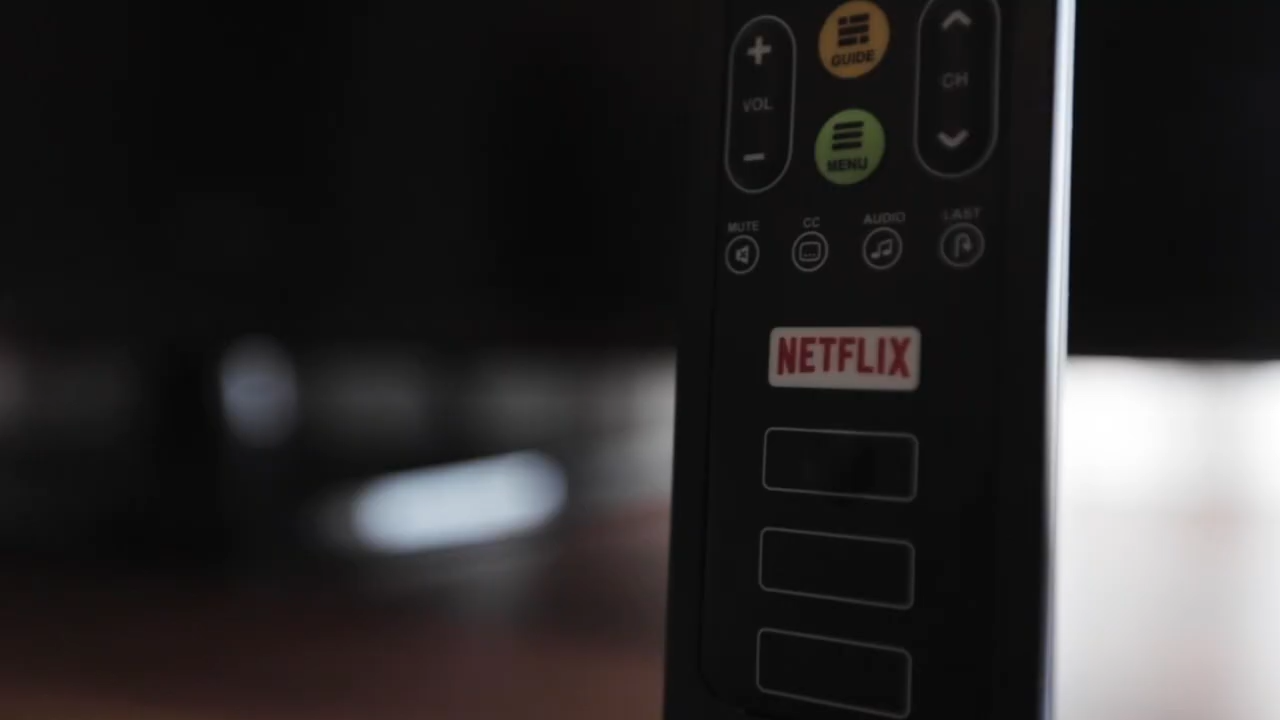 GUIDE
VOL
CH
MENU
MUTE CC AUDIO LAST
NETFLIX